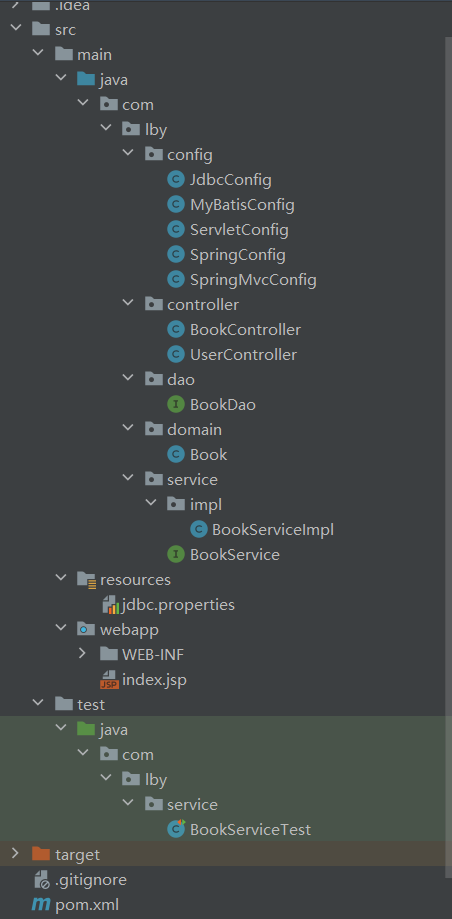 .idea
src
main
java
com
lby
config
JdbcConfig
MyBatisConfig
ServletConfig
SpringConfig
SpringMvcConfig
controller
BookController
UserController
dao
BookDao
domain
Book
service
impl
BookServiceImpl
BookService
resources
jdbc.properties
webapp
WEB-INF
index.jsp
test
java
com
lby
service
BookServiceTest
target
.gitignore
pom.xml